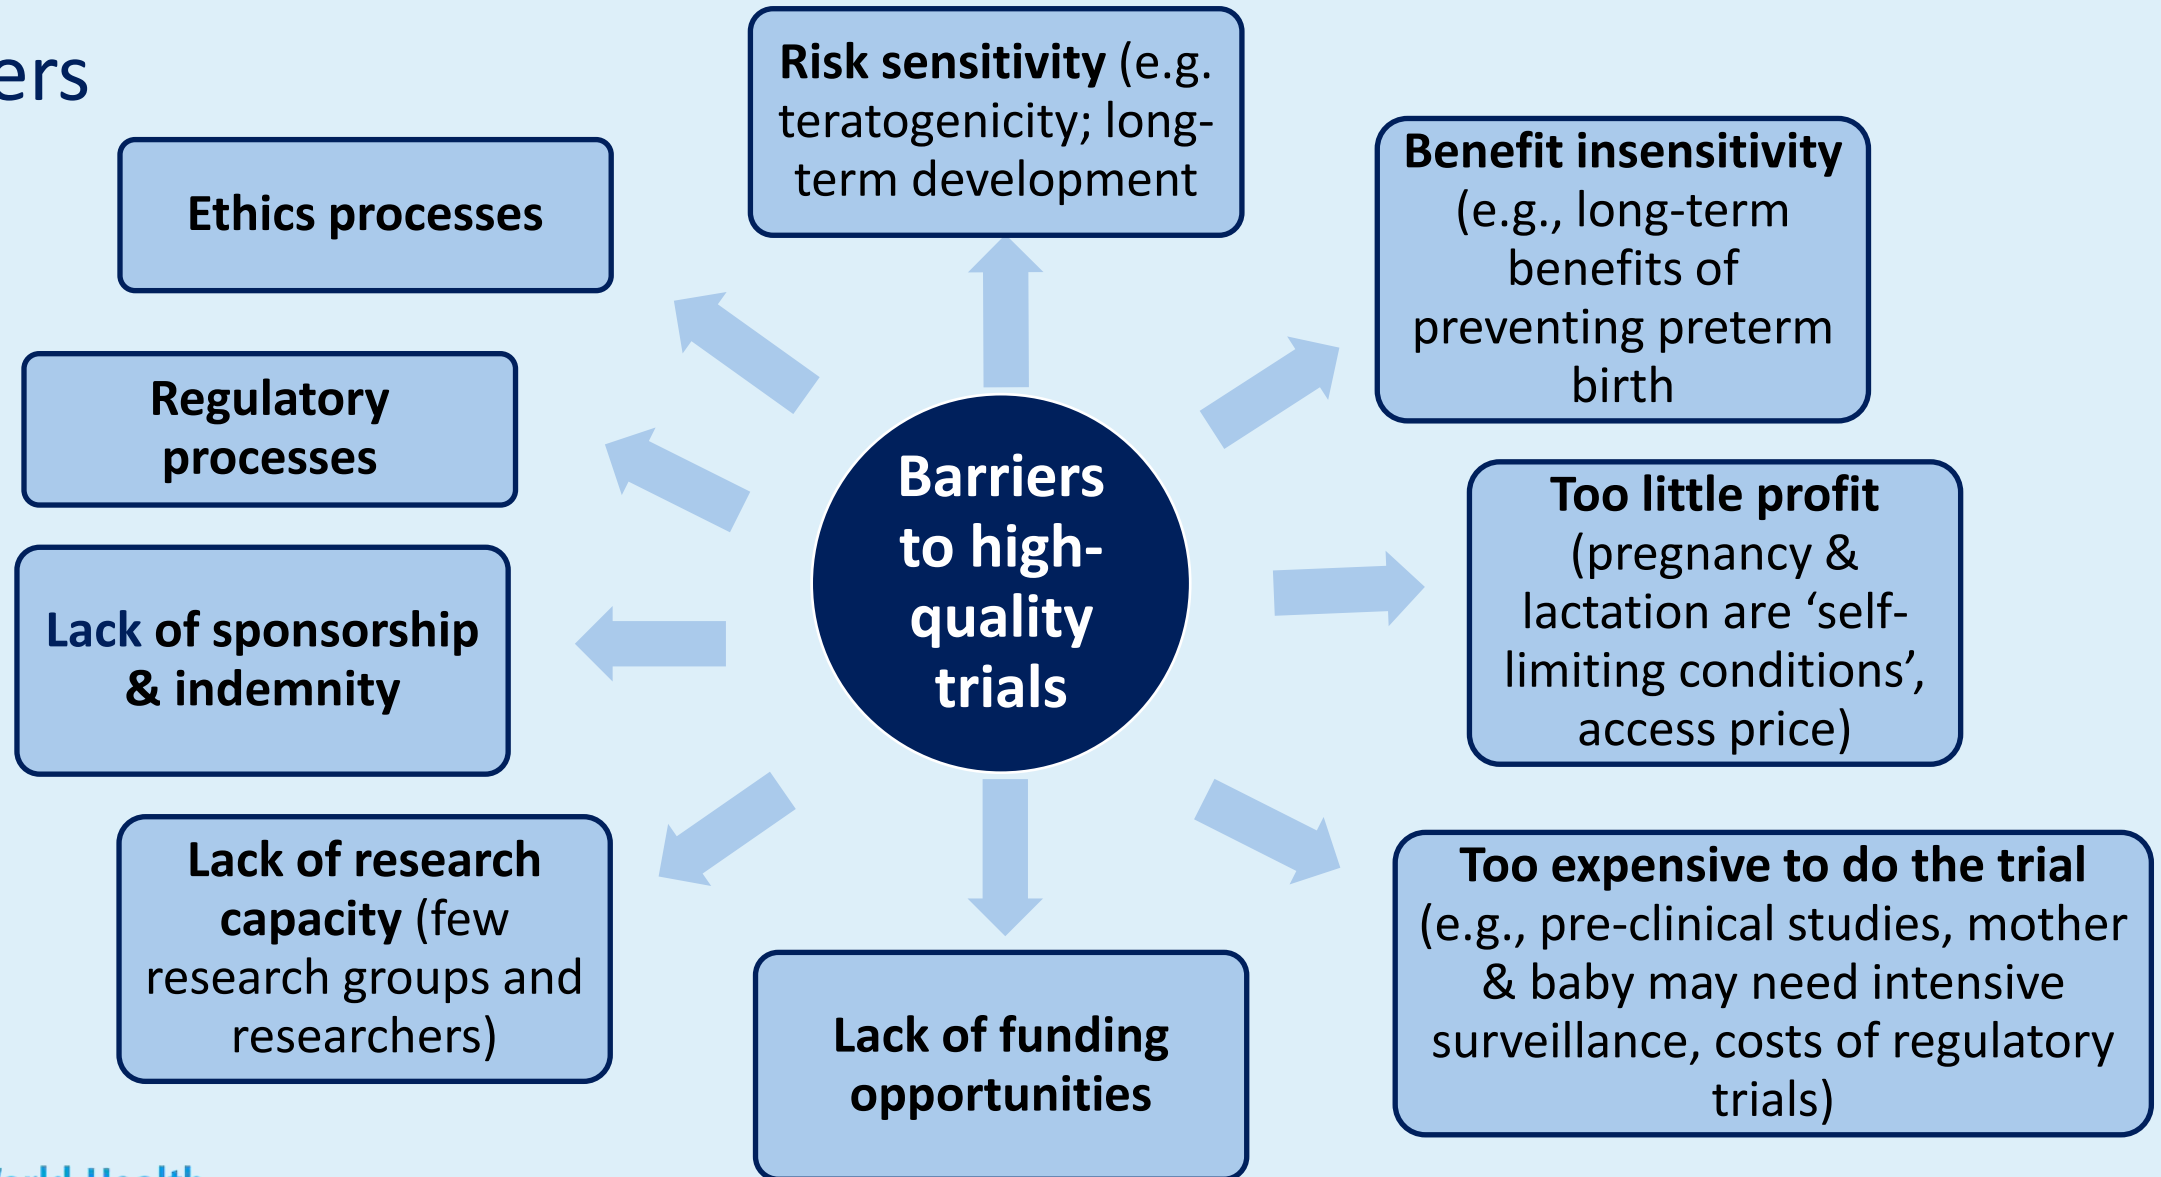 ers
Risk sensitivity (e.g.
teratogenicity; long-
term development
Ethics processes
Benefit insensitivity
(e.g., long-term
benefits of
preventing preterm
birth
Regulatory
processes
Barriers
to high-
quality
trials
Too little profit
(pregnancy &
lactation are ‘self-
limiting conditions’,
access price)
Lack of sponsorship
& indemnity
Lack of research
capacity (few
research groups and
researchers)
Too expensive to do the trial
(e.g., pre-clinical studies, mother
& baby may need intensive
surveillance, costs of regulatory
trials)
Lack of funding
opportunities
World Health